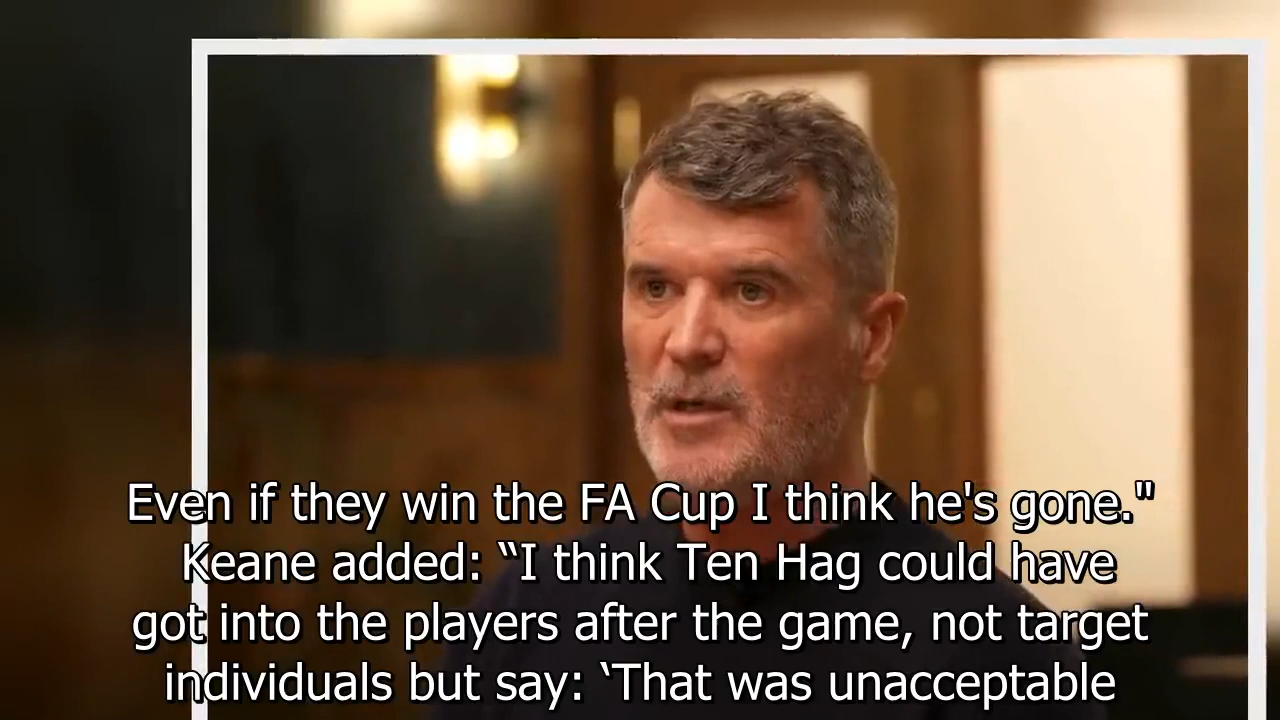 Even if they win the FA Cup I think he's gone."
Keane added: “I think Ten Hag could have
got into the players after the game, not target
individuals but say: ‘That was unacceptable